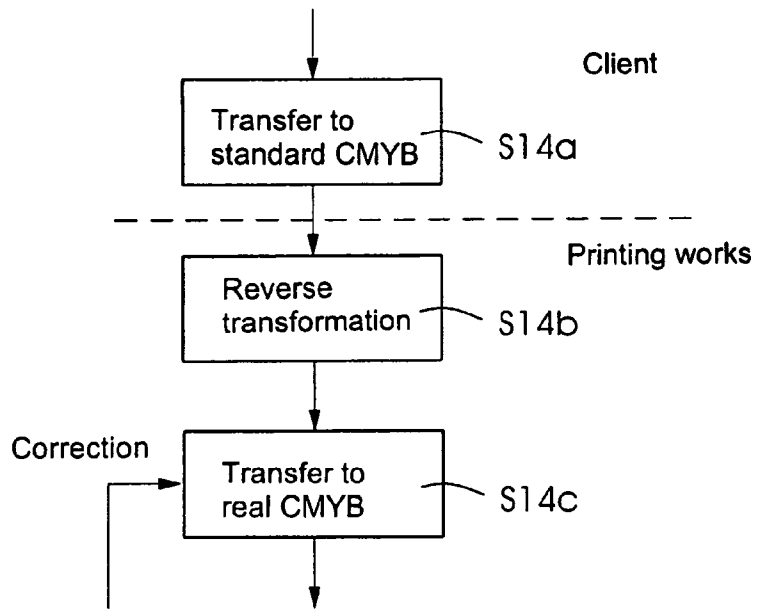 Client
Transfer to
standard CMYB
S14a
Printing works
Reverse
transformation
S14b
Correction
Transfer to
real CMYB
S14c